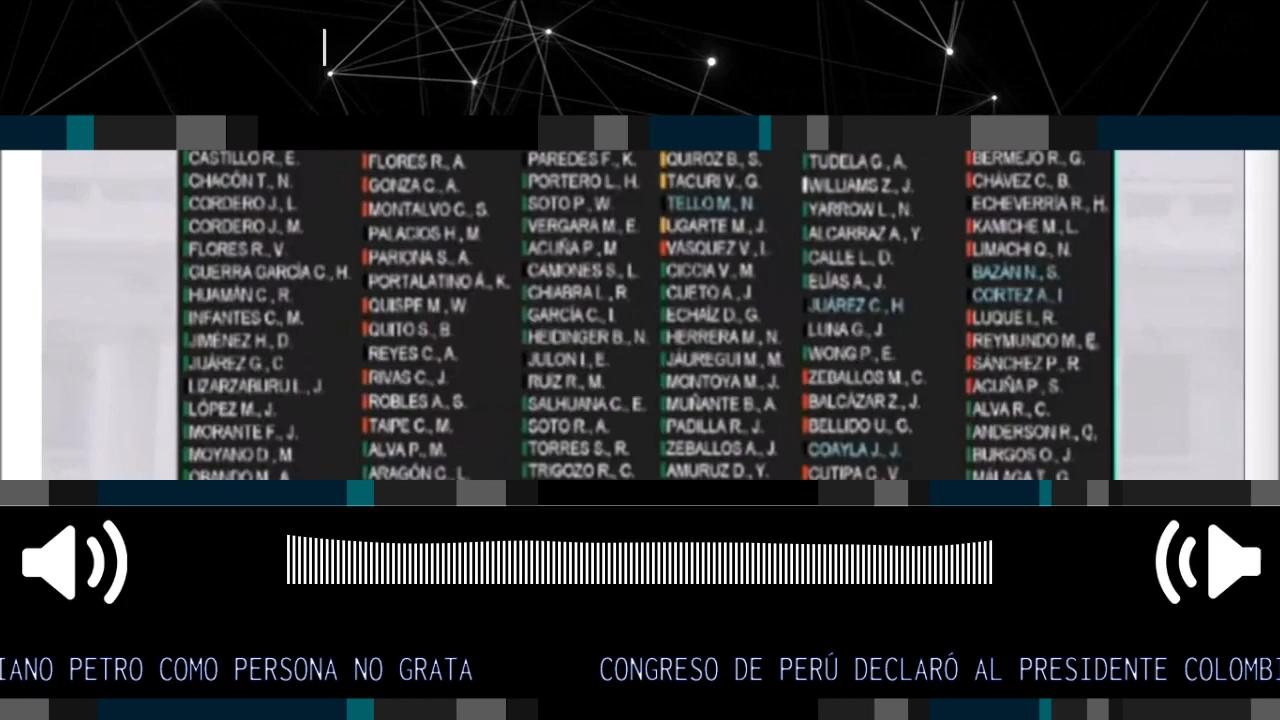 CASTILLO R., E.
CHACÓN T., N.
CORDERO J., L.
CORDERO J., M.
FLORES R., V.
GUERRA GARCÍA C., H.
HUAMÁN C., R.
INFANTES C., M.
JIMÉNEZ H., D.
JUÁREZ G., C.
LIZARZABURU L., J.
LÓPEZ M., J.
MORANTE F., J.
MOYANO D., M.
OBANDO M., A.
FLORES R., A.
GONZA C., A.
MONTALVO C., S.
PALACIOS H., M.
PARIONA S., A.
PORTALATINO Á., K.
QUISPE M., W.
QUITO S., B.
REYES C., A.
RIVAS C., J.
ROBLES A., S.
TAIPE C., M.
ALVA P., M.
ARAGÓN C., L.
PAREDES F., K.
PORTERO L., H.
SOTO P., W.
VERGARA M., E.
ACUÑA P., M.
CAMONES S., L.
CHIABRA L., R.
GARCÍA C., I.
HEIDINGER B., N.
JULON I., E.
RUIZ R., M.
SALHUANA C., E.
SOTO R., A.
TORRES S., R.
TRIGOZO R., C.
QUIROZ B., S.
TACURI V., G.
TELLO M., N.
UGARTE M., J.
VASQUEZ V., L.
CICCIA V., M.
CUETO A., J.
ECHAÍZ D., G.
HERRERA M., N.
JÁUREGUI M., M.
MONTOYA M., J.
MUÑANTE B., A.
PADILLA R., J.
ZEBALLOS A., J.
AMURUZ D., Y.
TUDELA G., A.
WILLIAMS Z., J.
YARROW L., N.
ALCARRAZ A., Y.
CALLE L., D.
ELÍAS A., J.
JUÁREZ C., H.
LUNA G., J.
WONG P., E.
ZEBALLOS M., C.
BALCÁZAR Z., J.
BELLIDO U., G.
COAYLA J., J.
CUTIPA C., V.
BERMEJO R., G.
CHÁVEZ C., B.
ECHEVERRÍA R., H.
KAMICHE M., L.
LIMACHI Q., N.
BAZÁN N., S.
CORTEZ A., I.
LUQUE I., R.
REYMUNDO M., E.
SÁNCHEZ P., R.
ACUÑA P., S.
ALVA R., C.
ANDERSON R., C.
BURGOS O., J.
MÁLAGA T., G.
IANO PETRO COMO PERSONA NO GRATA CONGRESO DE PERÚ DECLARÓ AL PRESIDENTE COLOMBI